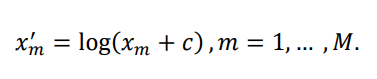 x′ₘ = log(xₘ + c) , m = 1, … , M.